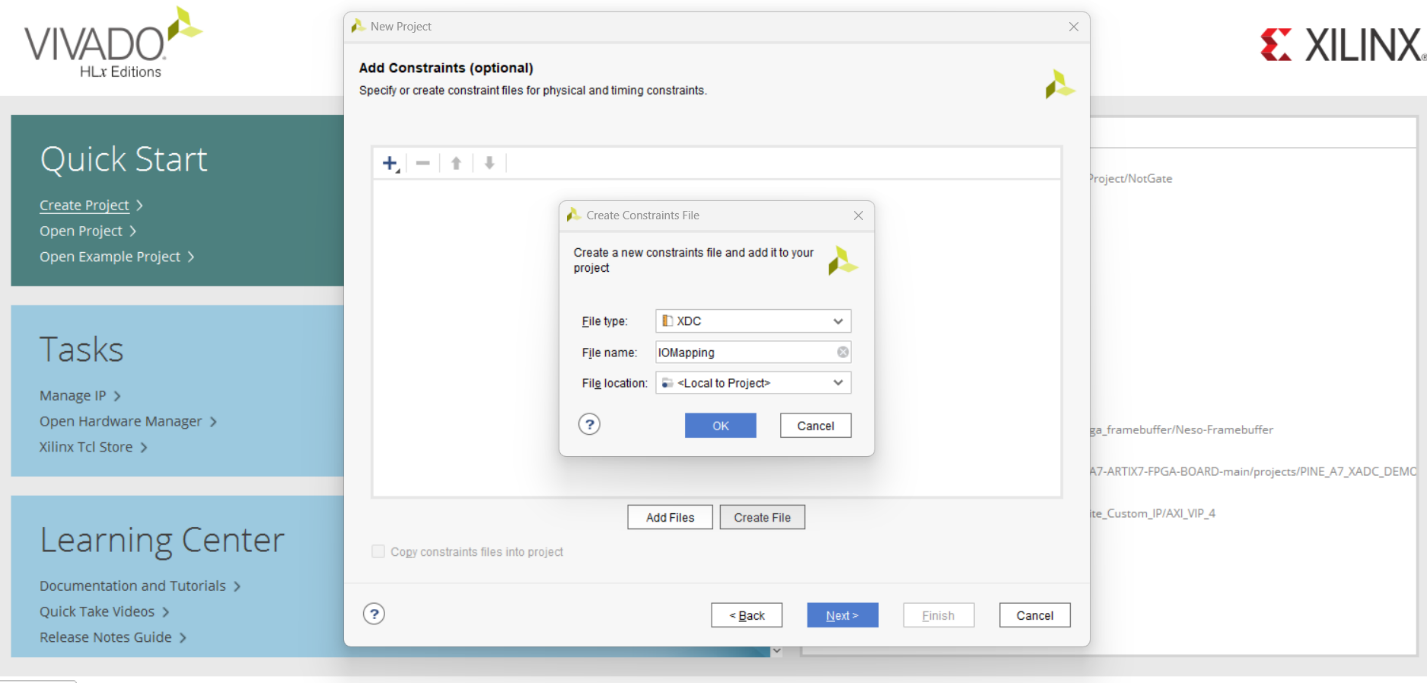 VIVADO
HLx Editions
XILINX
Quick Start
Create Project >
Open Project >
Open Example Project >
Tasks
Manage IP >
Open Hardware Manager >
Xilinx Tcl Store >
Learning Center
Documentation and Tutorials >
Quick Take Videos >
Release Notes Guide >
New Project
Add Constraints (optional)
Specify or create constraint files for physical and timing constraints.
Create Constraints File
Create a new constraints file and add it to your
project
File type: XDC
File name: IOMapping
File location: <Local to Project>
? OK Cancel
Add Files Create File
Copy constraints files into project
? < Back Next > Finish Cancel
Project/NotGate
ga_framebuffer/Neso-Framebuffer
A7-ARTIX7-FPGA-BOARD-main/projects/PINE_A7_XADC_DEMO
ite_Custom_IP/AXI_VIP_4